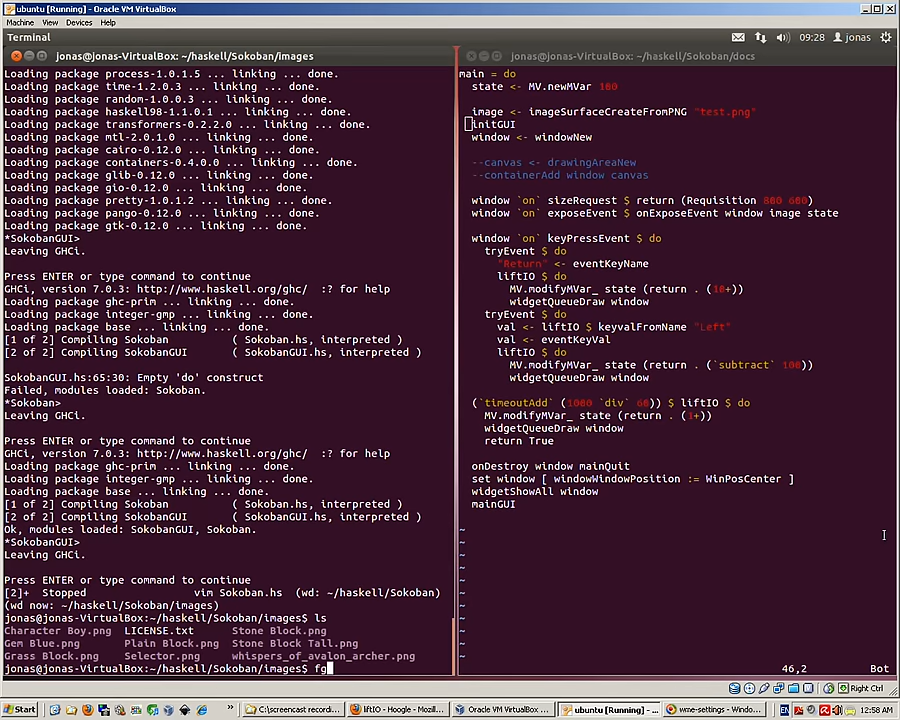 ubuntu [Running] - Oracle VM VirtualBox
Machine View Devices Help
Terminal
09:28 jonas
jonas@jonas-VirtualBox: ~/haskell/Sokoban/images
Loading package process-1.0.1.5 ... linking ... done.
Loading package time-1.2.0.3 ... linking ... done.
Loading package random-1.0.0.3 ... linking ... done.
Loading package haskell98-1.1.0.1 ... linking ... done.
Loading package transformers-0.2.2.0 ... linking ... done.
Loading package mtl-2.0.1.0 ... linking ... done.
Loading package cairo-0.12.0 ... linking ... done.
Loading package containers-0.4.0.0 ... linking ... done.
Loading package glib-0.12.0 ... linking ... done.
Loading package gio-0.12.0 ... linking ... done.
Loading package pretty-1.0.1.2 ... linking ... done.
Loading package pango-0.12.0 ... linking ... done.
Loading package gtk-0.12.0 ... linking ... done.
*SokobanGUI>
Leaving GHCi.
Press ENTER or type command to continue
GHCi, version 7.0.3: http://www.haskell.org/ghc/  :? for help
Loading package ghc-prim ... linking ... done.
Loading package integer-gmp ... linking ... done.
Loading package base ... linking ... done.
[1 of 2] Compiling Sokoban          ( Sokoban.hs, interpreted )
[2 of 2] Compiling SokobanGUI       ( SokobanGUI.hs, interpreted )
SokobanGUI.hs:65:30: Empty 'do' construct
Failed, modules loaded: Sokoban.
*Sokoban>
Leaving GHCi.
Press ENTER or type command to continue
GHCi, version 7.0.3: http://www.haskell.org/ghc/  :? for help
Loading package ghc-prim ... linking ... done.
Loading package integer-gmp ... linking ... done.
Loading package base ... linking ... done.
[1 of 2] Compiling Sokoban          ( Sokoban.hs, interpreted )
[2 of 2] Compiling SokobanGUI       ( SokobanGUI.hs, interpreted )
Ok, modules loaded: SokobanGUI, Sokoban.
*SokobanGUI>
Leaving GHCi.
Press ENTER or type command to continue
[2]+  Stopped                 vim Sokoban.hs  (wd: ~/haskell/Sokoban)
(wd now: ~/haskell/Sokoban/images)
jonas@jonas-VirtualBox:~/haskell/Sokoban/images$ ls
Character Boy.png  LICENSE.txt      Stone Block.png
Gem Blue.png       Plain Block.png  Stone Block Tall.png
Grass Block.png    Selector.png     whispers_of_avalon_archer.png
jonas@jonas-VirtualBox:~/haskell/Sokoban/images$ fg
jonas@jonas-VirtualBox: ~/haskell/Sokoban/docs
main = do
  state <- MV.newMVar 100
  image <- imageSurfaceCreateFromPNG "test.png"
  initGUI
  window <- windowNew
  --canvas <- drawingAreaNew
  --containerAdd window canvas
  window `on` sizeRequest $ return (Requisition 800 600)
  window `on` exposeEvent $ onExposeEvent window image state
  window `on` keyPressEvent $ do
    tryEvent $ do
      "Return" <- eventKeyName
      liftIO $ do
        MV.modifyMVar_ state (return . (10+))
        widgetQueueDraw window
    tryEvent $ do
      val <- liftIO $ keyvalFromName "Left"
      val <- eventKeyVal
      liftIO $ do
        MV.modifyMVar_ state (return . (`subtract` 100))
        widgetQueueDraw window
  (`timeoutAdd` (1000 `div` 60)) $ liftIO $ do
    MV.modifyMVar_ state (return . (1+))
    widgetQueueDraw window
    return True
  onDestroy window mainQuit
  set window [ windowWindowPosition := WinPosCenter ]
  widgetShowAll window
  mainGUI
~
~
~
~
~
~
~
~
~
~
~
46,2 Bot
Right Ctrl
Start
C:\screencast recordi...
liftIO - Hoogle - Mozill...
Oracle VM VirtualBox ...
ubuntu [Running] - ...
wme-settings - Window...
EN
12:58 AM